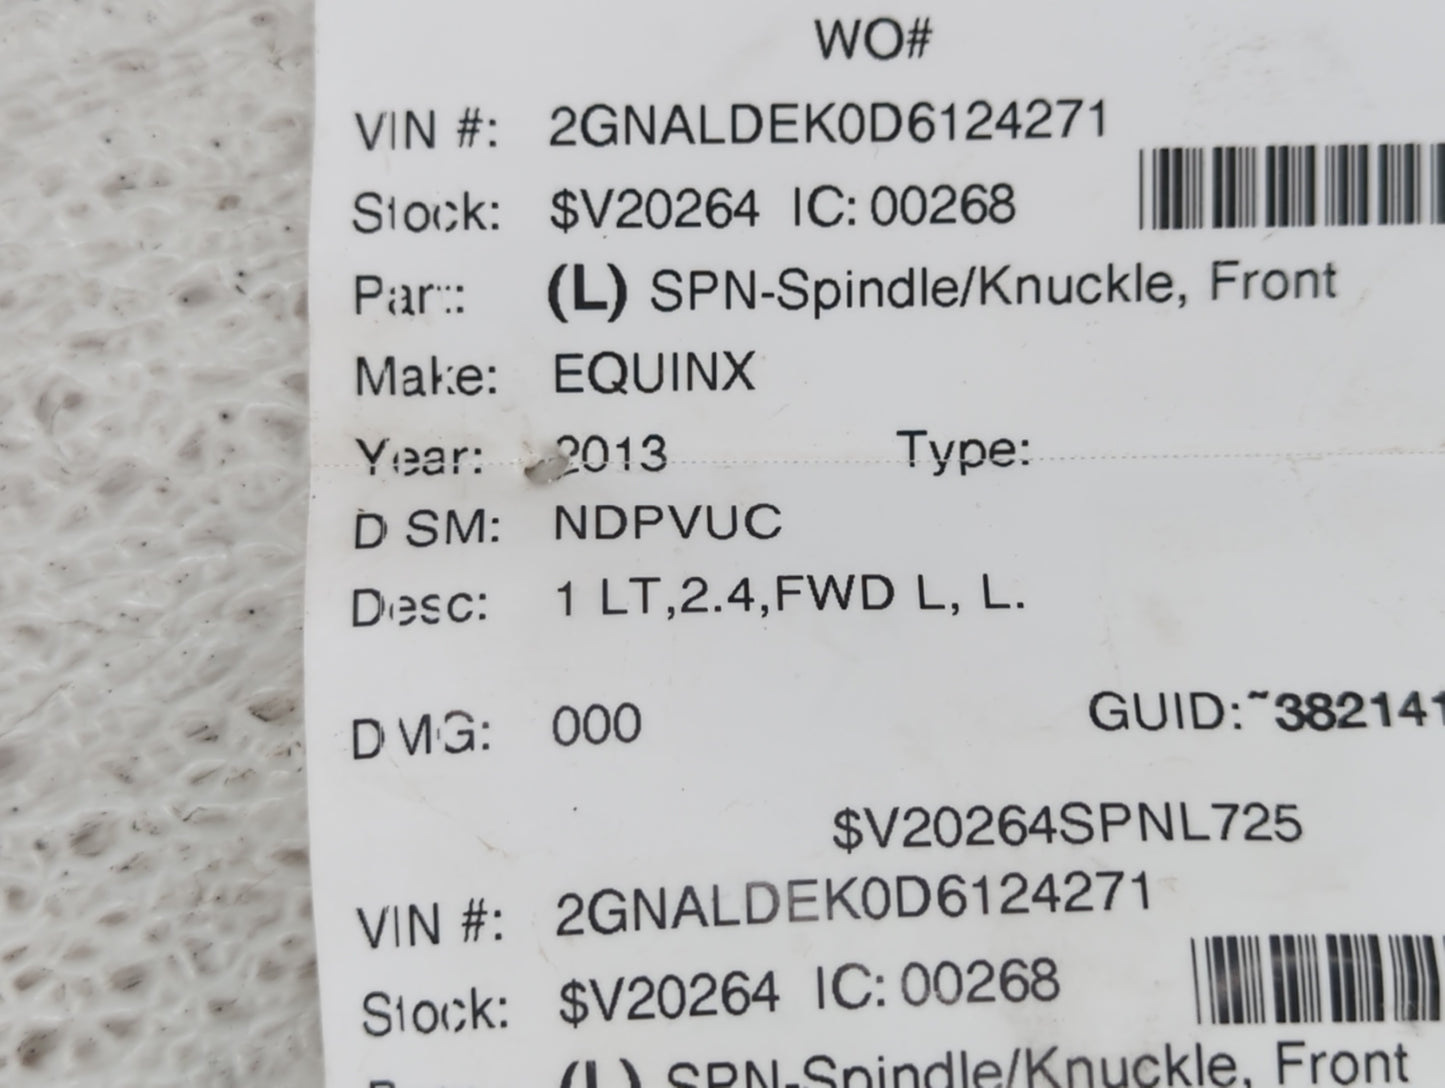 WO#
VIN #: 2GNALDEK0D6124271
Stock: $V20264 IC: 00268
Part: (L) SPN-Spindle/Knuckle, Front
Make: EQUINX
Year: 2013 Type:
DSM: NDPVUC
Desc: 1 LT,2.4,FWD L, L.
DMG: 000 GUID:~382141
$V20264SPNL725
VIN #: 2GNALDEK0D6124271
Stock: $V20264 IC: 00268
(L) SPN-Spindle/Knuckle, Front